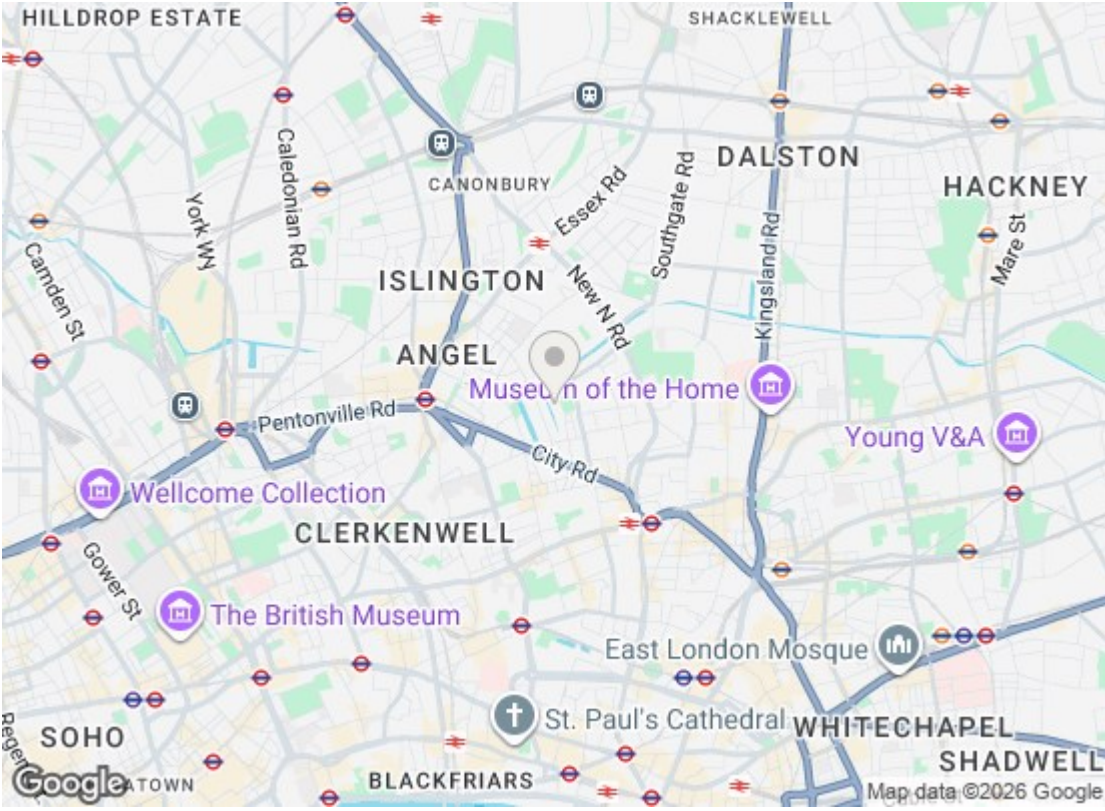 HILLDROP ESTATE
SHACKLEWELL
DALSTON
CANONBURY
HACKNEY
Caledonian Rd
York Wy
Essex Rd
Southgate Rd
Kingsland Rd
Mare St
Camden St
ISLINGTON
New N Rd
ANGEL
Museum of the Home
Pentonville Rd
Young V&A
City Rd
Wellcome Collection
CLERKENWELL
Gower St
The British Museum
East London Mosque
St. Paul's Cathedral
WHITECHAPEL
SOHO
SHADWELL
BLACKFRIARS
Google
Map data ©2026 Google